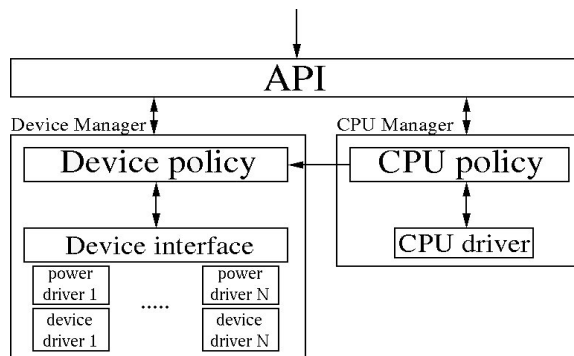 API
Device Manager
CPU Manager
Device policy
CPU policy
Device interface
CPU driver
power
driver 1
.....
power
driver N
device
driver 1
device
driver N